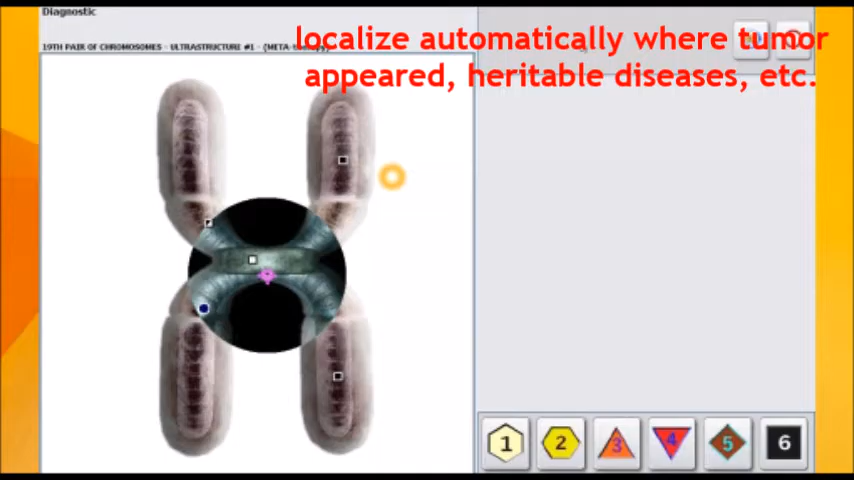 Diagnostic
localize automatically where tumor
19TH PAIR OF CHROMOSOMES - ULTRASTRUCTURE #1 - (META-
appeared, heritable diseases, etc.
1 2 3 4 5 6